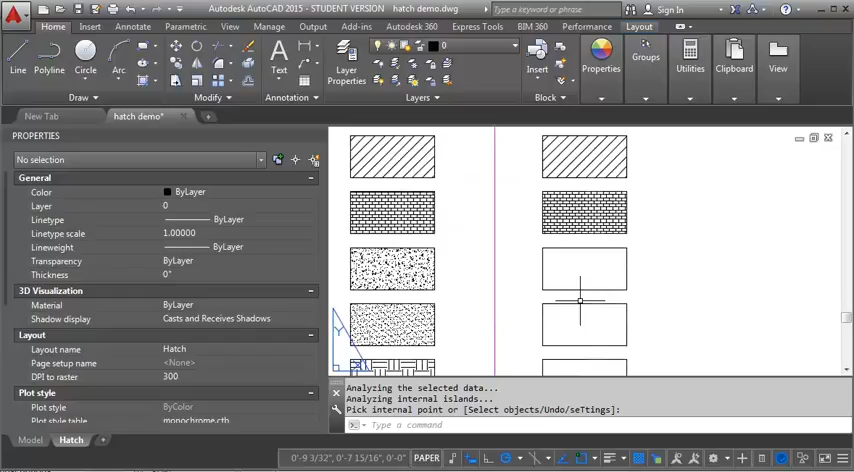 Autodesk AutoCAD 2015 - STUDENT VERSION hatch demo.dwg
Type a keyword or phrase
Sign In
Home Insert Annotate Parametric View Manage Output Add-ins Autodesk 360 Express Tools BIM 360 Performance Layout
Line Polyline Circle Arc
Text
Layer Properties
0
Insert
Properties
Groups
Utilities
Clipboard
View
Draw Modify Annotation Layers Block
New Tab hatch demo*
PROPERTIES
No selection
General
Color ByLayer
Layer 0
Linetype ByLayer
Linetype scale 1.00000
Lineweight ByLayer
Transparency ByLayer
Thickness 0"
3D Visualization
Material ByLayer
Shadow display Casts and Receives Shadows
Layout
Layout name Hatch
Page setup name <None>
DPI to raster 300
Plot style
Plot style ByColor
Plot style table monochrome.ctb
Y
X
Analyzing the selected data...
Analyzing internal islands...
Pick internal point or [Select objects/Undo/seTtings]:
Type a command
Model Hatch
0'-9 3/32", 0'-7 15/16", 0'-0" PAPER